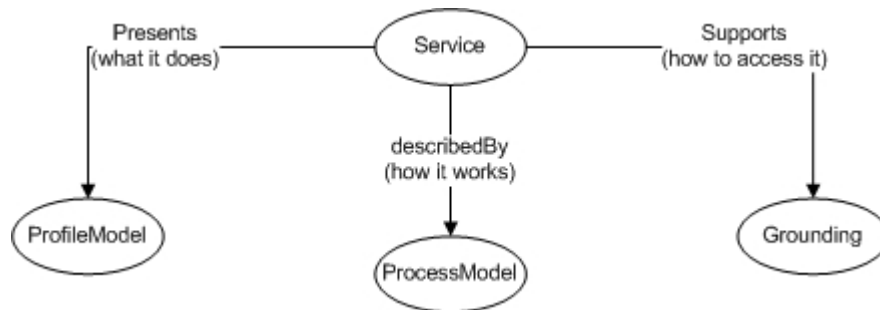 Presents
(what it does)
Service
Supports
(how to access it)
describedBy
(how it works)
ProfileModel
ProcessModel
Grounding